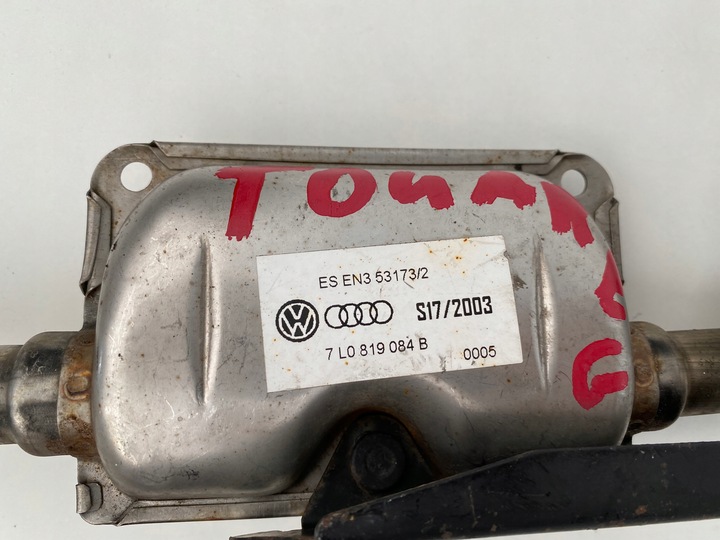 TOUAREG
ES EN3 53173/2
S17/2003
7 L0 819 084 B 0005